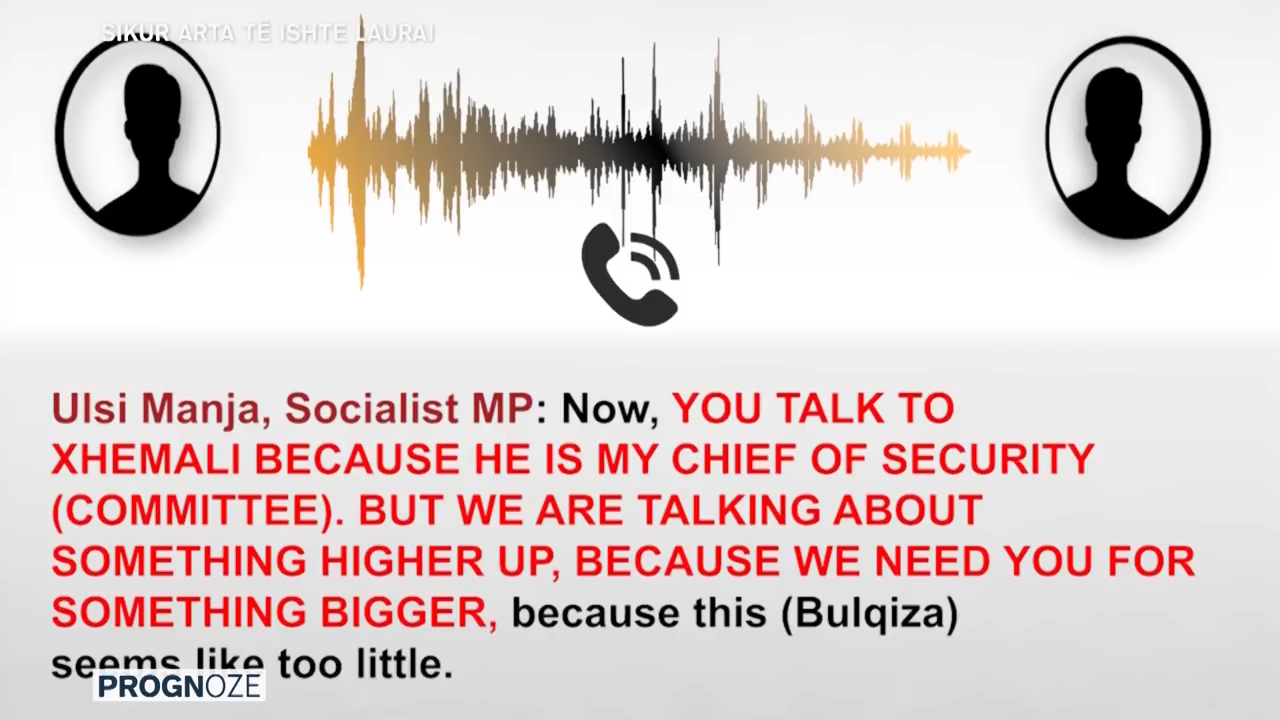 SIKUR ARTA TË ISHTE LAURA!
Ulsi Manja, Socialist MP: Now, YOU TALK TO
XHEMALI BECAUSE HE IS MY CHIEF OF SECURITY
(COMMITTEE). BUT WE ARE TALKING ABOUT
SOMETHING HIGHER UP, BECAUSE WE NEED YOU FOR
SOMETHING BIGGER, because this (Bulqiza)
seems like too little.
PROGNOZE